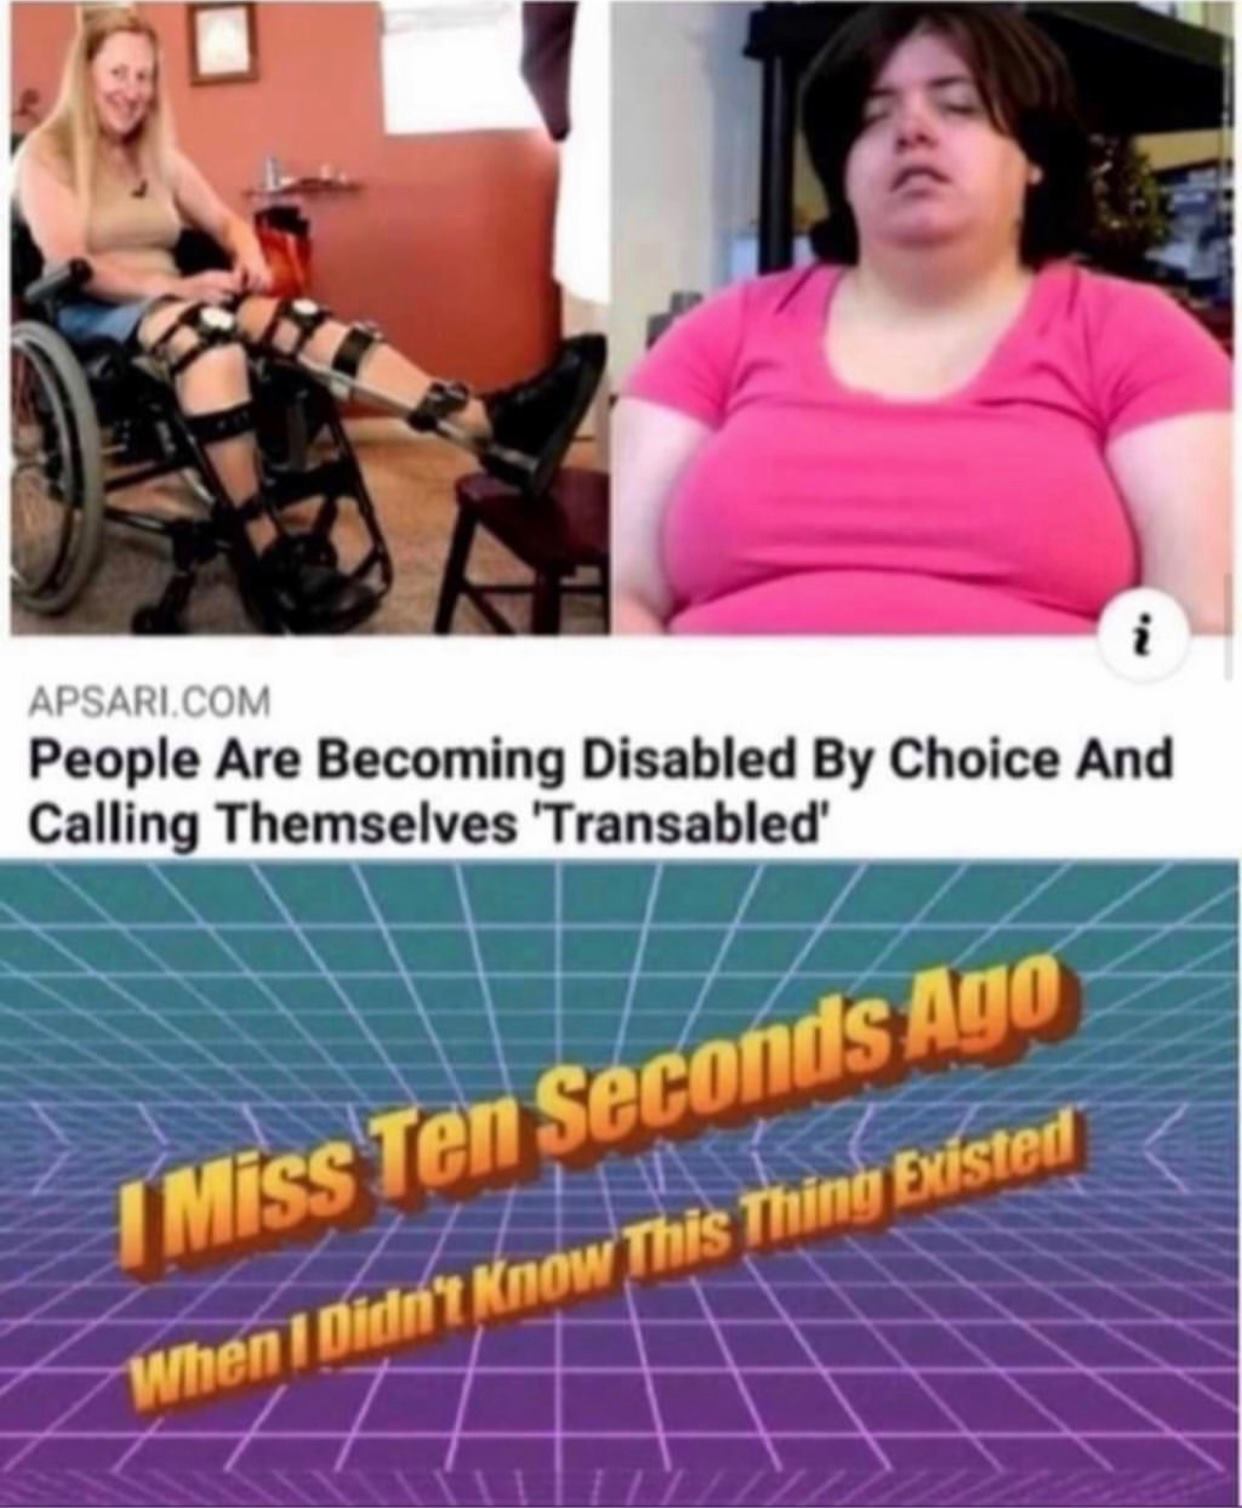 i
APSARI.COM
People Are Becoming Disabled By Choice And
Calling Themselves 'Transabled'
I Miss Ten Seconds Ago
When I Didn't Know This Thing Existed